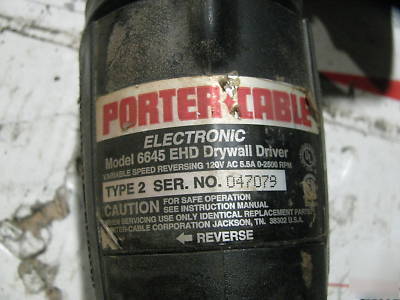 PORTER+CABLE
ELECTRONIC
Model 6645 EHD Drywall Driver
VARIABLE SPEED REVERSING 120V AC 5.5A 0-2500 RPM
TYPE 2 SER. NO. 047079
CAUTION FOR SAFE OPERATION
SEE INSTRUCTION MANUAL
WHEN SERVICING USE ONLY IDENTICAL REPLACEMENT PARTS
PORTER-CABLE CORPORATION JACKSON, TN. 38302 U.S.A.
← REVERSE